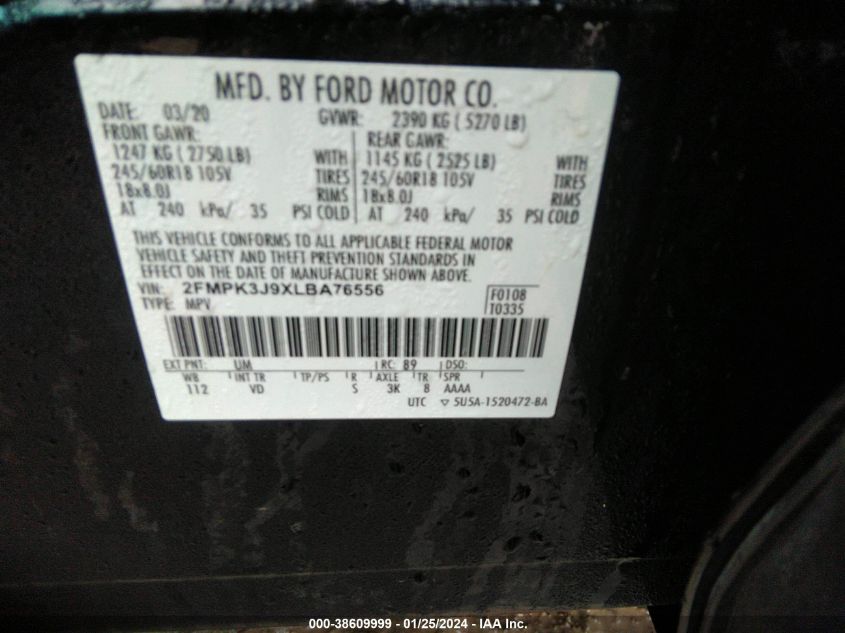 MFD. BY FORD MOTOR CO.
DATE: 03/20 GVWR: 2390 KG ( 5270 LB)
FRONT GAWR: REAR GAWR:
1247 KG ( 2750 LB) WITH 1145 KG ( 2525 LB) WITH
245/60R18 105V TIRES 245/60R18 105V TIRES
18x8.0J RIMS 18x8.0J RIMS
AT 240 kPa/ 35 PSI COLD AT 240 kPa/ 35 PSI COLD
THIS VEHICLE CONFORMS TO ALL APPLICABLE FEDERAL MOTOR
VEHICLE SAFETY AND THEFT PREVENTION STANDARDS IN
EFFECT ON THE DATE OF MANUFACTURE SHOWN ABOVE.
VIN: 2FMPK3J9XLBA76556 F0108
TYPE: MPV T0335
EXT PNT: UM RC: 89 DSO:
WB INT TR TP/PS R AXLE TR SPR
112 VD S 3K 8 AAAA
UTC ▽ 5U5A-1520472-BA
000-38609999 — 01/25/2024 — IAA Inc.